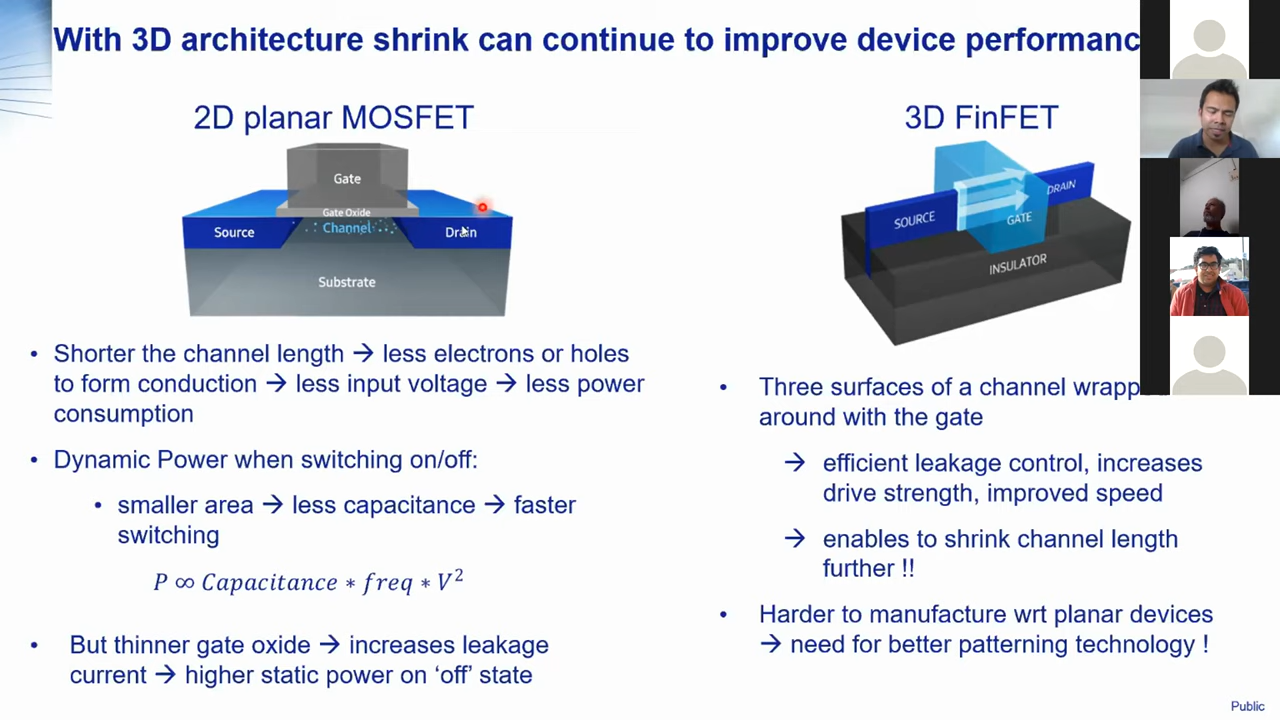 With 3D architecture shrink can continue to improve device performanc
2D planar MOSFET
Gate
Gate Oxide
Channel
Source
Drain
Substrate
• Shorter the channel length → less electrons or holes
to form conduction → less input voltage → less power
consumption
• Dynamic Power when switching on/off:
• smaller area → less capacitance → faster
switching
P ∞ Capacitance ∗ freq ∗ V²
• But thinner gate oxide → increases leakage
current → higher static power on ‘off’ state
3D FinFET
SOURCE
GATE
DRAIN
INSULATOR
• Three surfaces of a channel wrapp
around with the gate
→ efficient leakage control, increases
drive strength, improved speed
→ enables to shrink channel length
further !!
• Harder to manufacture wrt planar devices
→ need for better patterning technology !
Public